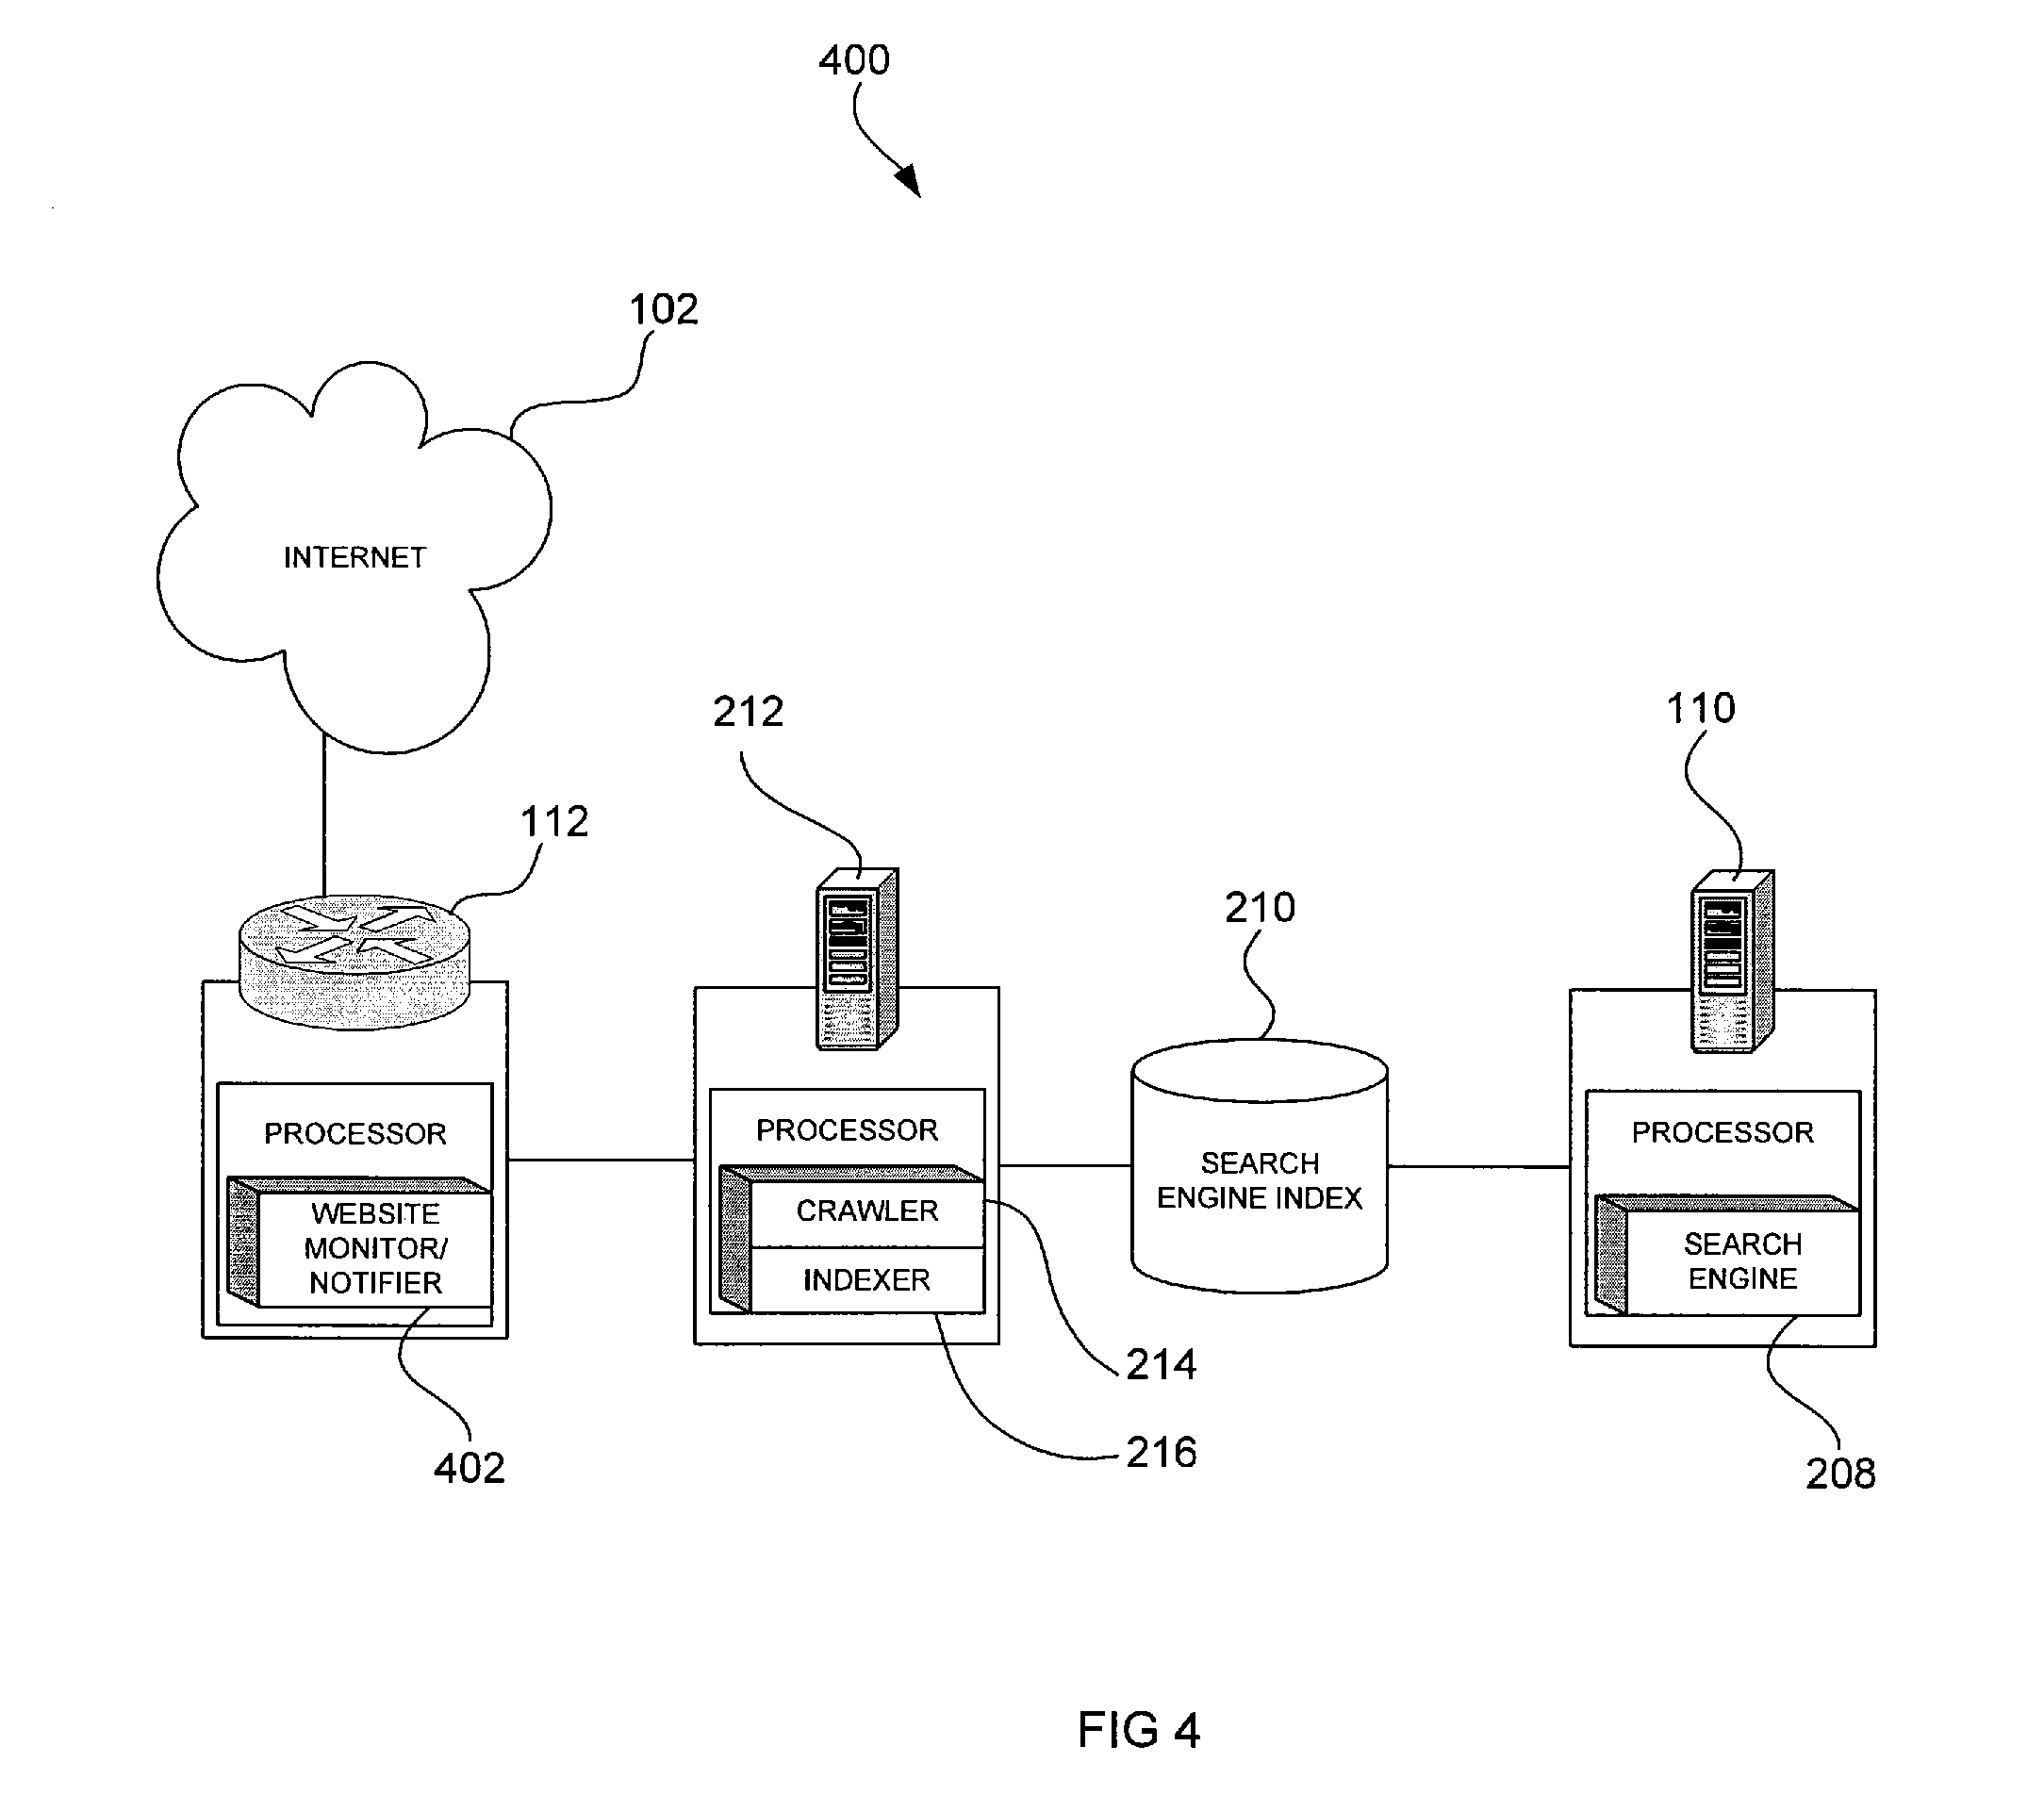 400
102
INTERNET
212
110
112
210
PROCESSOR
WEBSITE
MONITOR/
NOTIFIER
PROCESSOR
CRAWLER
INDEXER
SEARCH
ENGINE INDEX
PROCESSOR
SEARCH
ENGINE
214
216
402
208
FIG 4